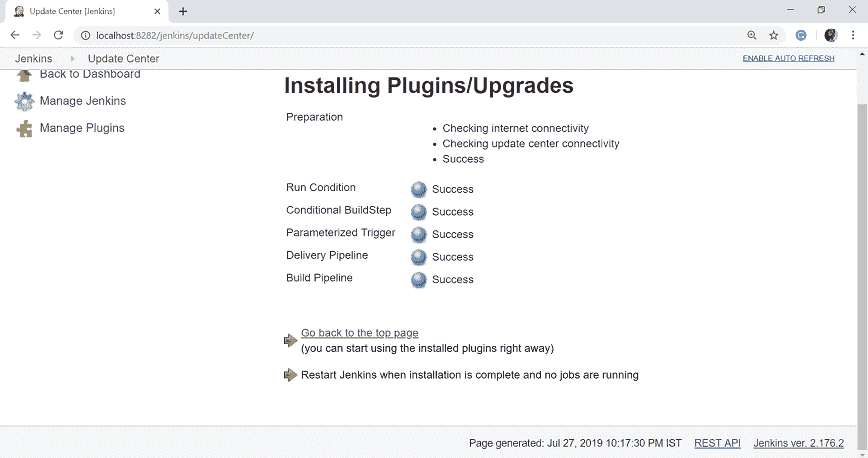 Update Center [Jenkins]
localhost:8282/jenkins/updateCenter/
Jenkins Update Center ENABLE AUTO REFRESH
Back to Dashboard
Manage Jenkins
Manage Plugins
Installing Plugins/Upgrades
Preparation
Checking internet connectivity
Checking update center connectivity
Success
Run Condition Success
Conditional BuildStep Success
Parameterized Trigger Success
Delivery Pipeline Success
Build Pipeline Success
Go back to the top page
(you can start using the installed plugins right away)
Restart Jenkins when installation is complete and no jobs are running
Page generated: Jul 27, 2019 10:17:30 PM IST REST API Jenkins ver. 2.176.2